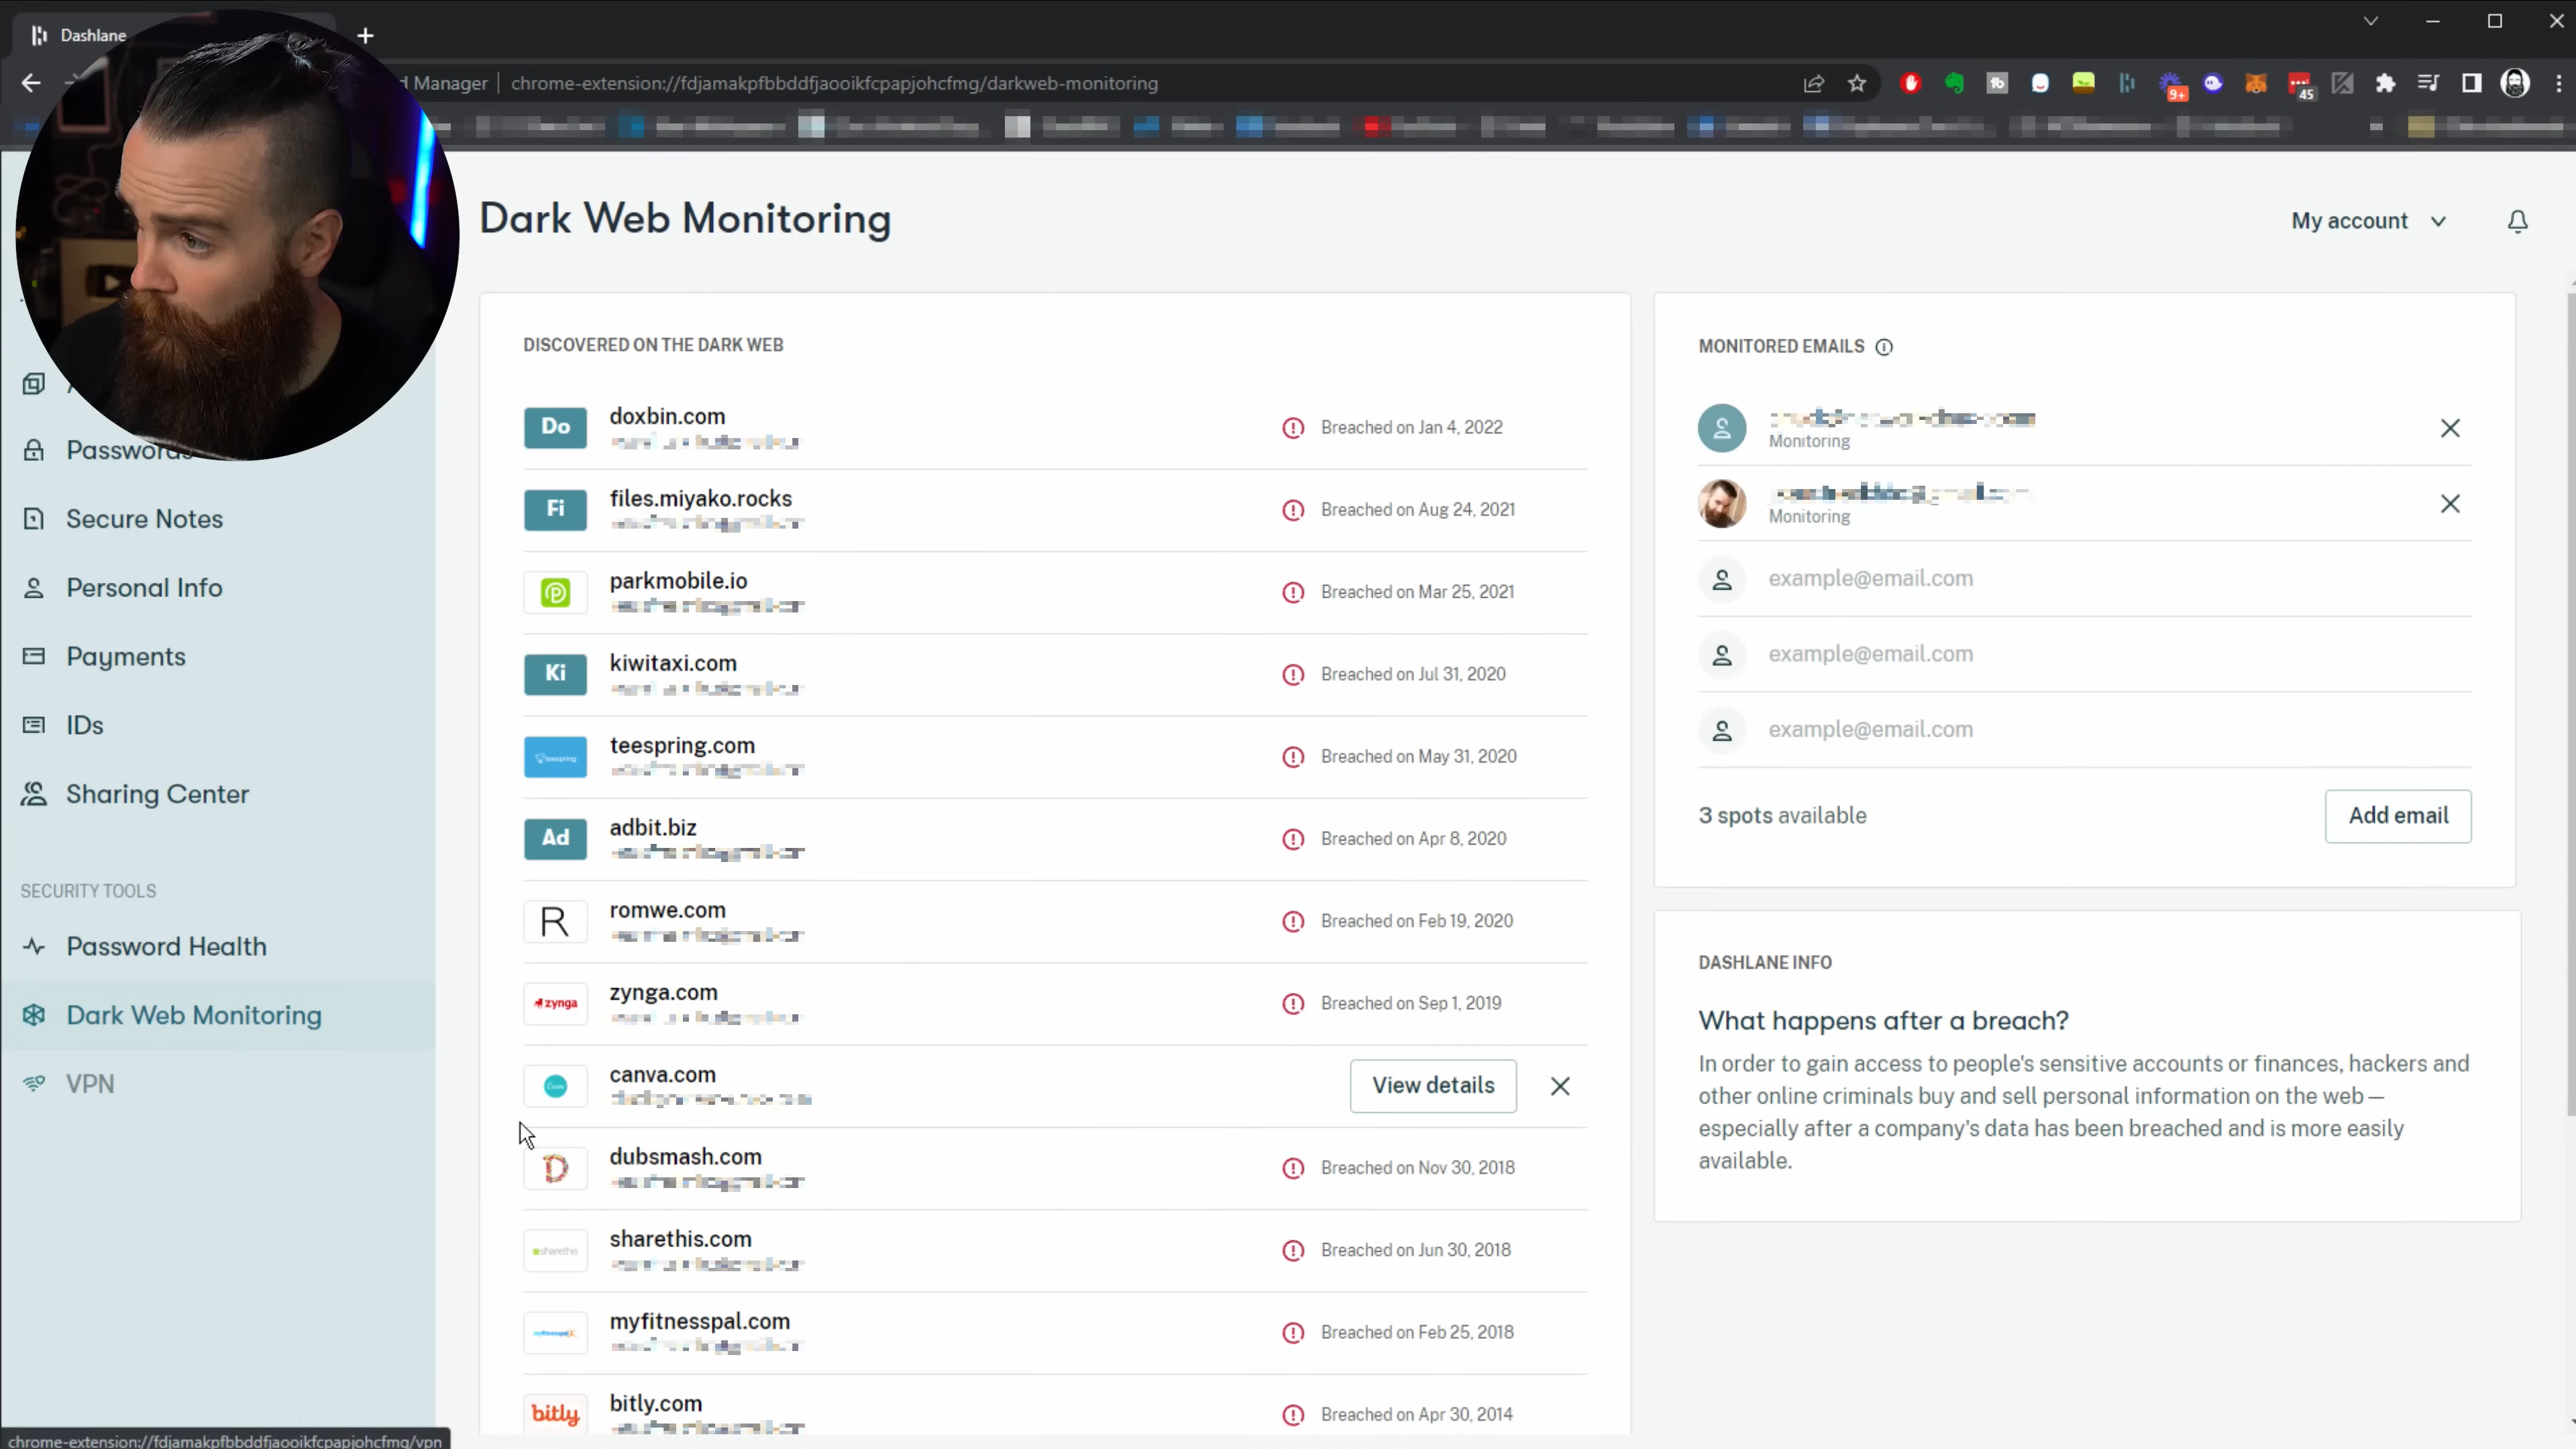 Dashlane
d Manager
chrome-extension://fdjamakpfbbddfjaooikfcpapjohcfmg/darkweb-monitoring
9+
45
Dark Web Monitoring
My account
Passwords
Secure Notes
Personal Info
Payments
IDs
Sharing Center
SECURITY TOOLS
Password Health
Dark Web Monitoring
VPN
DISCOVERED ON THE DARK WEB
Do
doxbin.com
Breached on Jan 4, 2022
Fi
files.miyako.rocks
Breached on Aug 24, 2021
parkmobile.io
Breached on Mar 25, 2021
Ki
kiwitaxi.com
Breached on Jul 31, 2020
teespring
teespring.com
Breached on May 31, 2020
Ad
adbit.biz
Breached on Apr 8, 2020
R
romwe.com
Breached on Feb 19, 2020
zynga
zynga.com
Breached on Sep 1, 2019
canva.com
View details
D
dubsmash.com
Breached on Nov 30, 2018
sharethis
sharethis.com
Breached on Jun 30, 2018
myfitnesspal
myfitnesspal.com
Breached on Feb 25, 2018
bitly
bitly.com
Breached on Apr 30, 2014
MONITORED EMAILS
Monitoring
Monitoring
example@email.com
example@email.com
example@email.com
3 spots available
Add email
DASHLANE INFO
What happens after a breach?
In order to gain access to people's sensitive accounts or finances, hackers and
other online criminals buy and sell personal information on the web—
especially after a company's data has been breached and is more easily
available.
chrome-extension://fdjamakpfbbddfjaooikfcpapjohcfmg/vpn